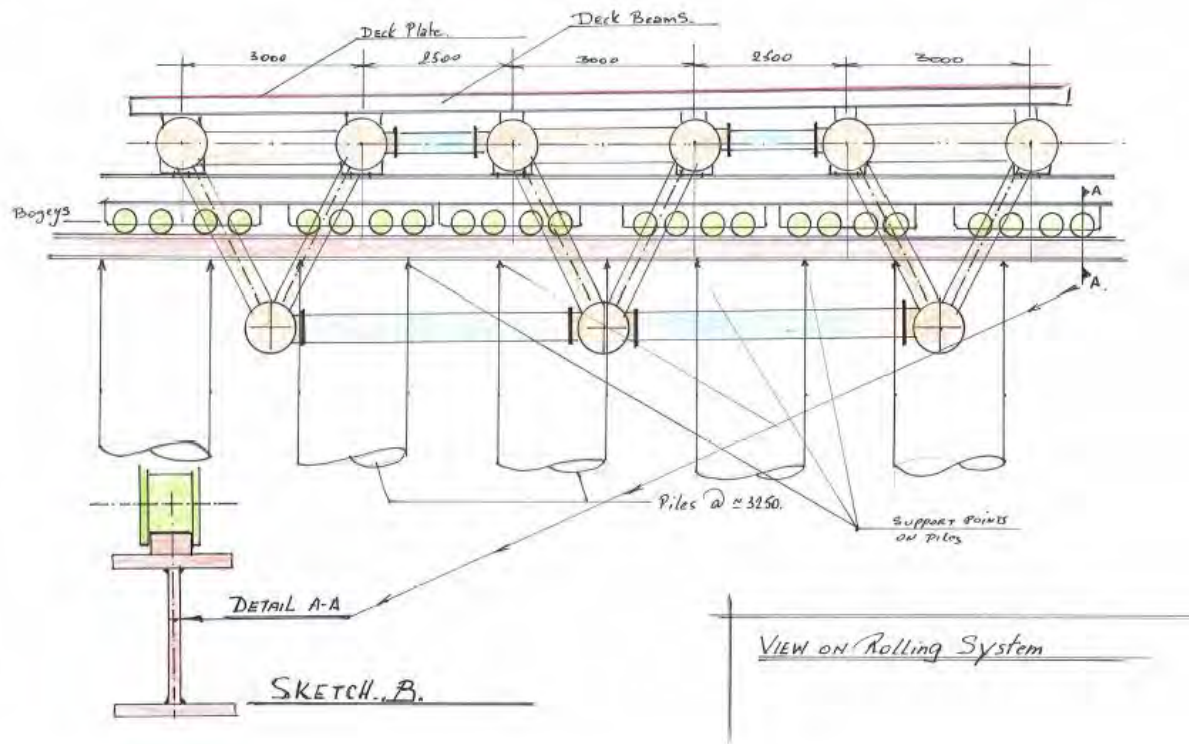 Deck Plate.
Deck Beams.
3000
2500
3000
2500
3000
A
Bogeys
A.
Piles @ ≃ 3250.
SUPPORT POINTS
ON PILES
DETAIL A-A
VIEW ON Rolling System
SKETCH. B.